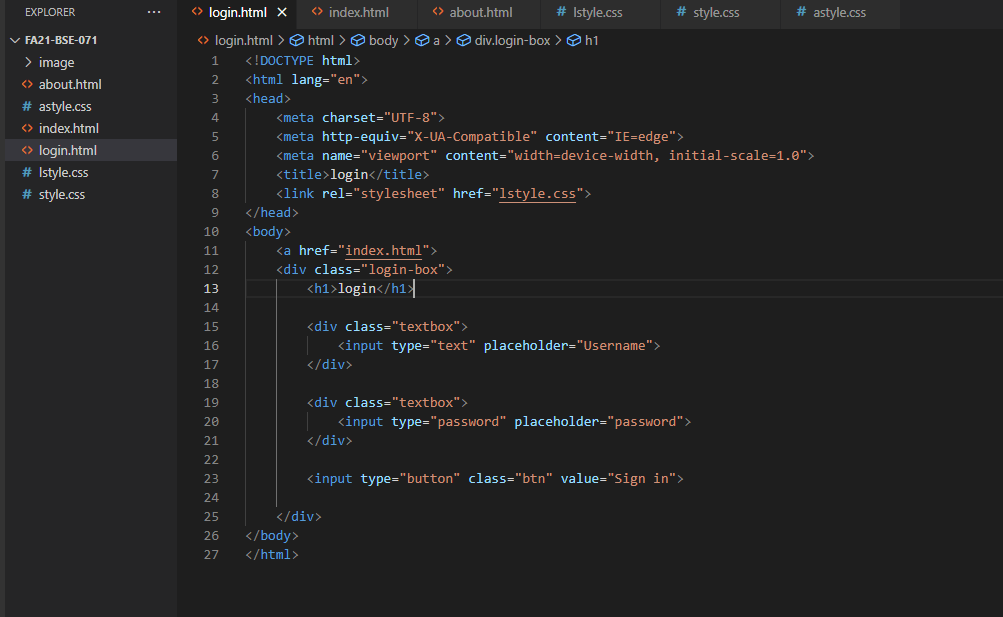 EXPLORER ...
FA21-BSE-071
image
about.html
astyle.css
index.html
login.html
lstyle.css
style.css
login.html index.html about.html lstyle.css style.css astyle.css
login.html > html > body > a > div.login-box > h1
1 <!DOCTYPE html>
2 <html lang="en">
3 <head>
4 <meta charset="UTF-8">
5 <meta http-equiv="X-UA-Compatible" content="IE=edge">
6 <meta name="viewport" content="width=device-width, initial-scale=1.0">
7 <title>login</title>
8 <link rel="stylesheet" href="lstyle.css">
9 </head>
10 <body>
11 <a href="index.html">
12 <div class="login-box">
13 <h1>login</h1>
14
15 <div class="textbox">
16 <input type="text" placeholder="Username">
17 </div>
18
19 <div class="textbox">
20 <input type="password" placeholder="password">
21 </div>
22
23 <input type="button" class="btn" value="Sign in">
24
25 </div>
26 </body>
27 </html>